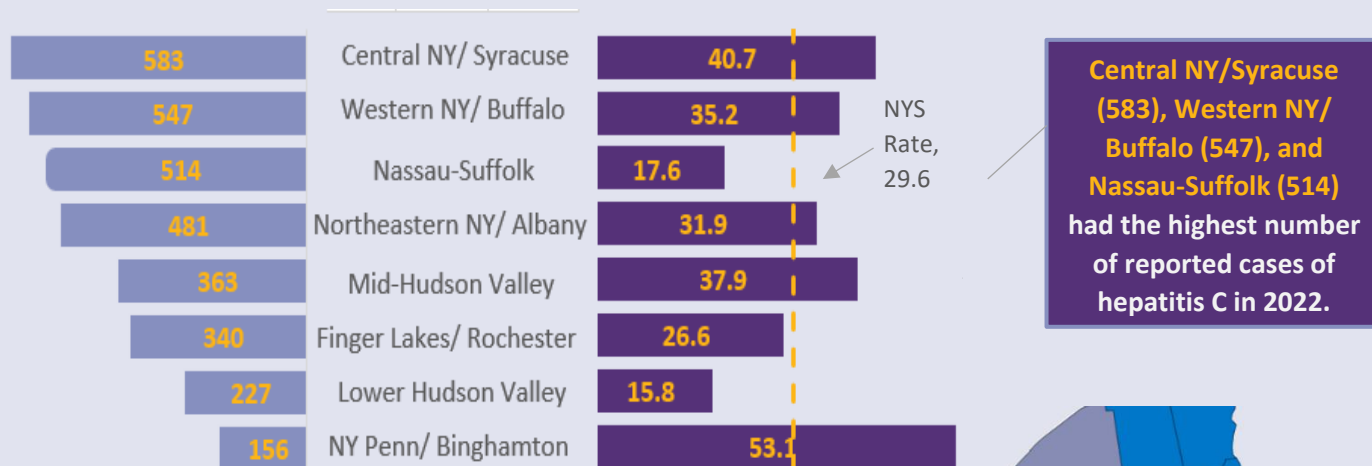 583 Central NY/ Syracuse 40.7
547 Western NY/ Buffalo 35.2
514 Nassau-Suffolk 17.6
481 Northeastern NY/ Albany 31.9
363 Mid-Hudson Valley 37.9
340 Finger Lakes/ Rochester 26.6
227 Lower Hudson Valley 15.8
156 NY Penn/ Binghamton 53.1
NYS
Rate,
29.6
Central NY/Syracuse
(583), Western NY/
Buffalo (547), and
Nassau-Suffolk (514)
had the highest number
of reported cases of
hepatitis C in 2022.